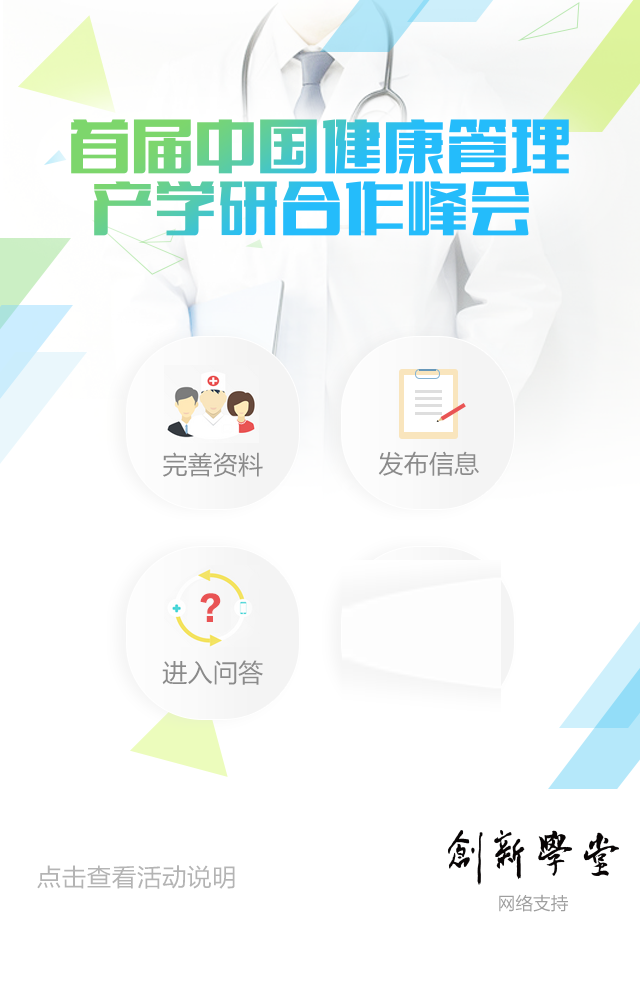 首届中国健康管理
产学研合作峰会
完善资料
发布信息
?
进入问答
點击查看活动说明
創新學堂
网络支持